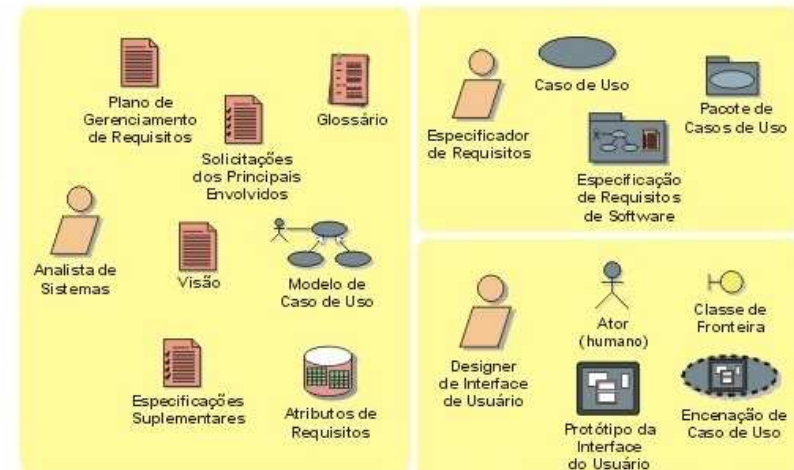 Plano de
Gerenciamento
de Requisitos
Solicitações
dos Principais
Envolvidos
Glossário
Analista de
Sistemas
Visão
Modelo de
Caso de Uso
Especificações
Suplementares
Atributos de
Requisitos
Especificador
de Requisitos
Caso de Uso
Pacote de
Casos de Uso
Especificação
de Requisitos
de Software
Designer
de Interface
de Usuário
Ator
(humano)
Classe de
Fronteira
Protótipo da
Interface
do Usuário
Encenação de
Caso de Uso